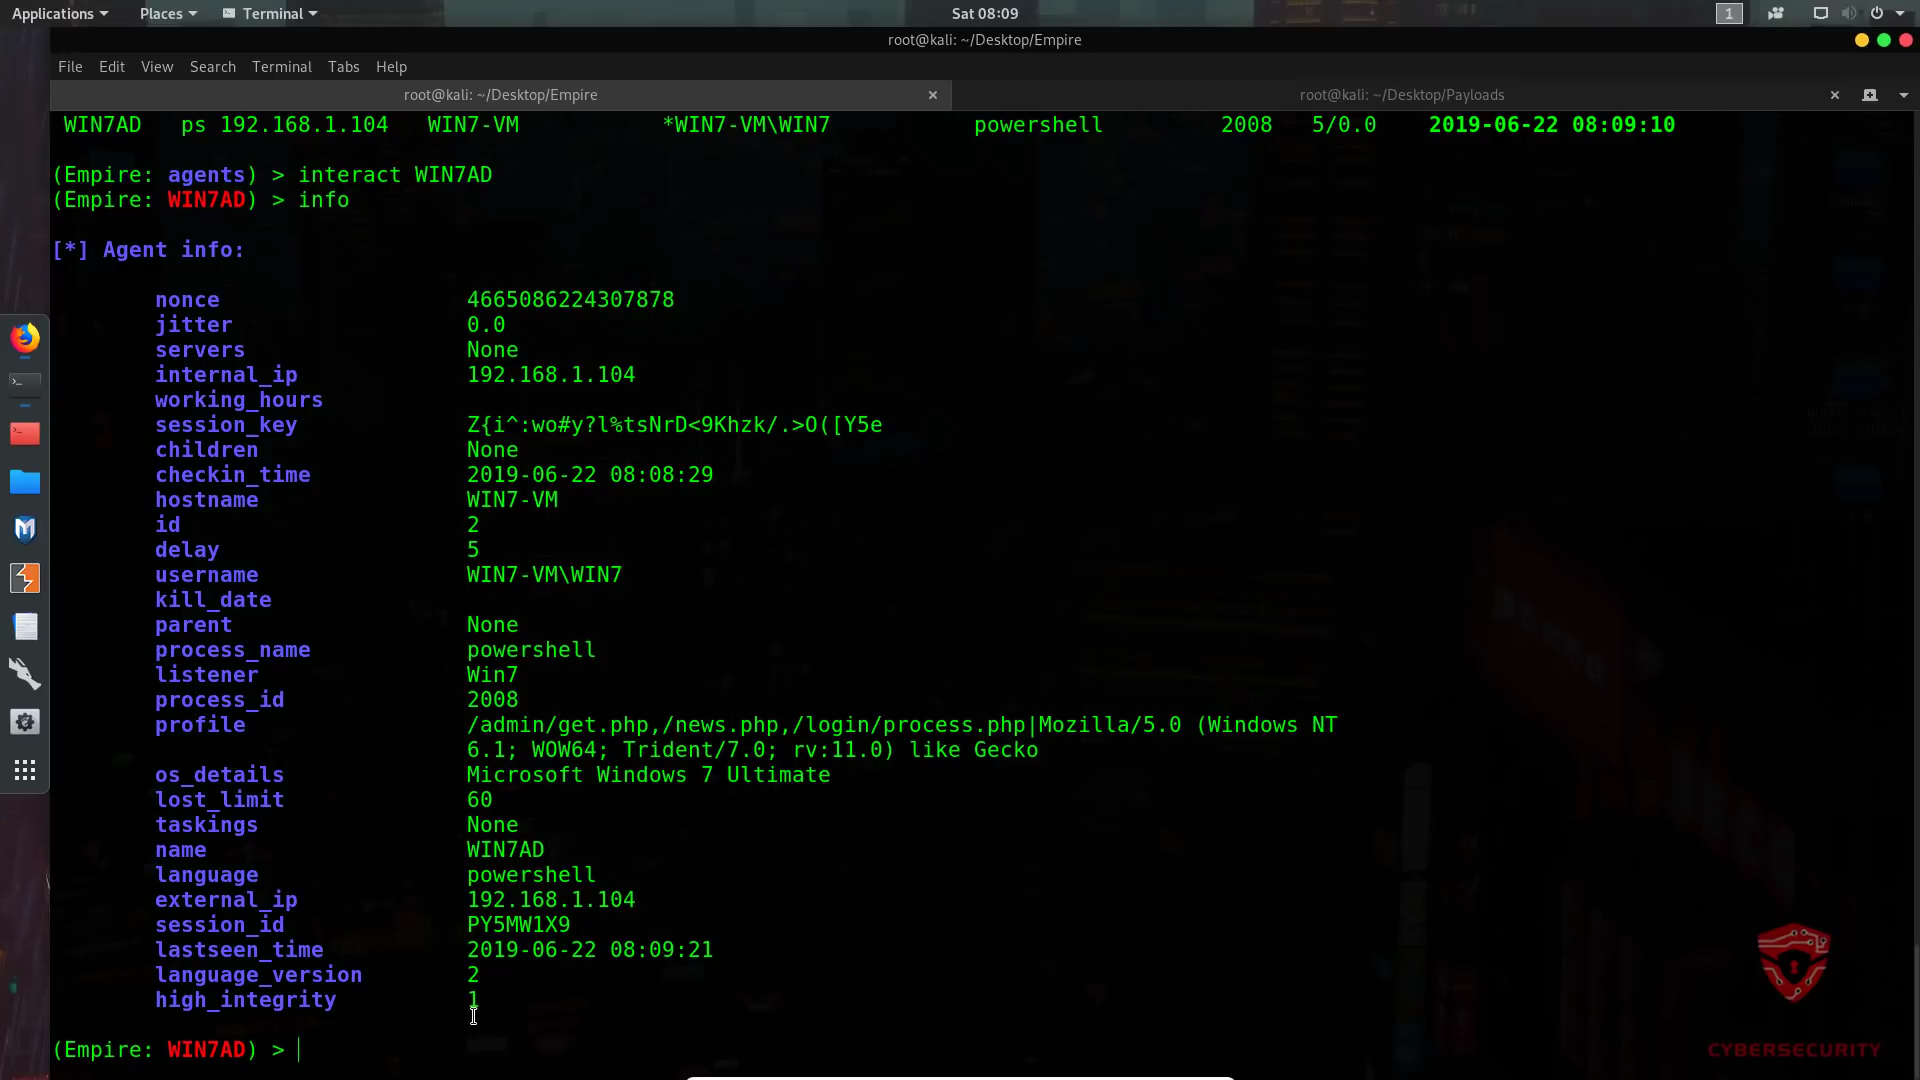 Applications Places Terminal Sat 08:09 1
root@kali: ~/Desktop/Empire
File Edit View Search Terminal Tabs Help
root@kali: ~/Desktop/Empire × root@kali: ~/Desktop/Payloads ×
WIN7AD ps 192.168.1.104 WIN7-VM *WIN7-VM\WIN7 powershell 2008 5/0.0 2019-06-22 08:09:10
(Empire: agents) > interact WIN7AD
(Empire: WIN7AD) > info
[*] Agent info:
nonce 4665086224307878
jitter 0.0
servers None
internal_ip 192.168.1.104
working_hours
session_key Z{i^:wo#y?l%tsNrD<9Khzk/.>O([Y5e
children None
checkin_time 2019-06-22 08:08:29
hostname WIN7-VM
id 2
delay 5
username WIN7-VM\WIN7
kill_date
parent None
process_name powershell
listener Win7
process_id 2008
profile /admin/get.php,/news.php,/login/process.php|Mozilla/5.0 (Windows NT
6.1; WOW64; Trident/7.0; rv:11.0) like Gecko
os_details Microsoft Windows 7 Ultimate
lost_limit 60
taskings None
name WIN7AD
language powershell
external_ip 192.168.1.104
session_id PY5MW1X9
lastseen_time 2019-06-22 08:09:21
language_version 2
high_integrity 1
(Empire: WIN7AD) >
CYBERSECURITY